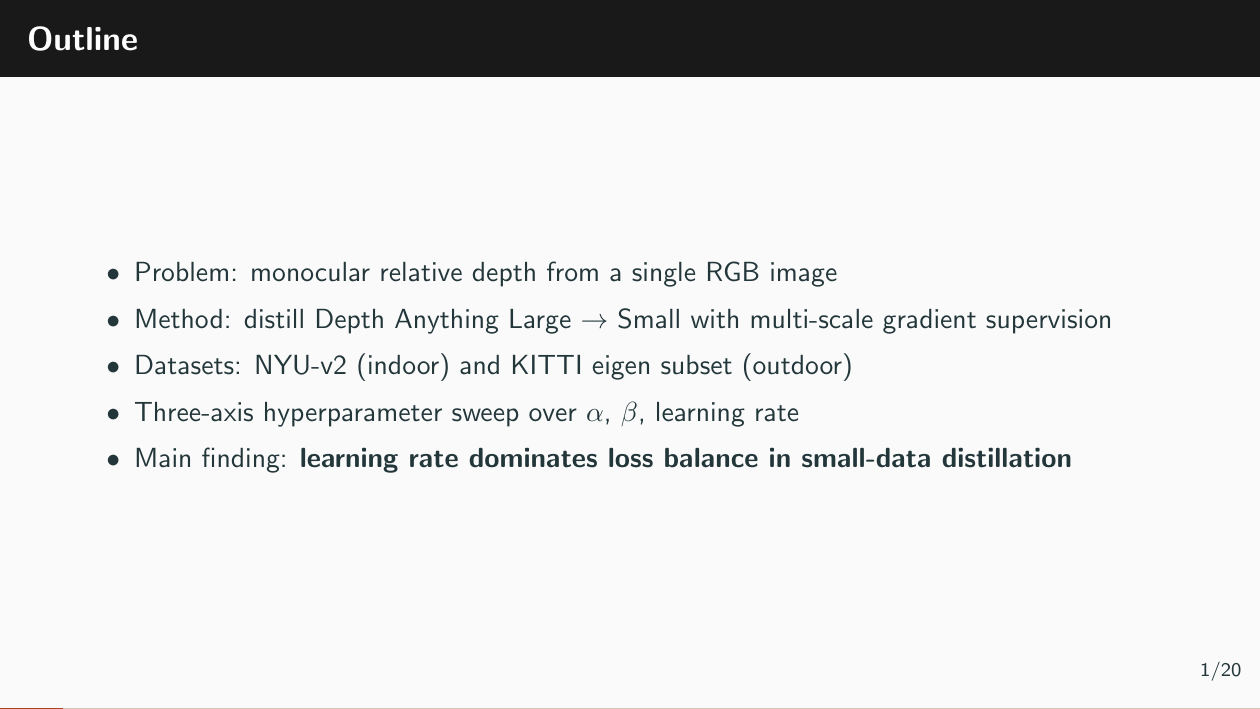 Outline
• Problem: monocular relative depth from a single RGB image
• Method: distill Depth Anything Large → Small with multi-scale gradient supervision
• Datasets: NYU-v2 (indoor) and KITTI eigen subset (outdoor)
• Three-axis hyperparameter sweep over α, β, learning rate
• Main finding: learning rate dominates loss balance in small-data distillation
1/20